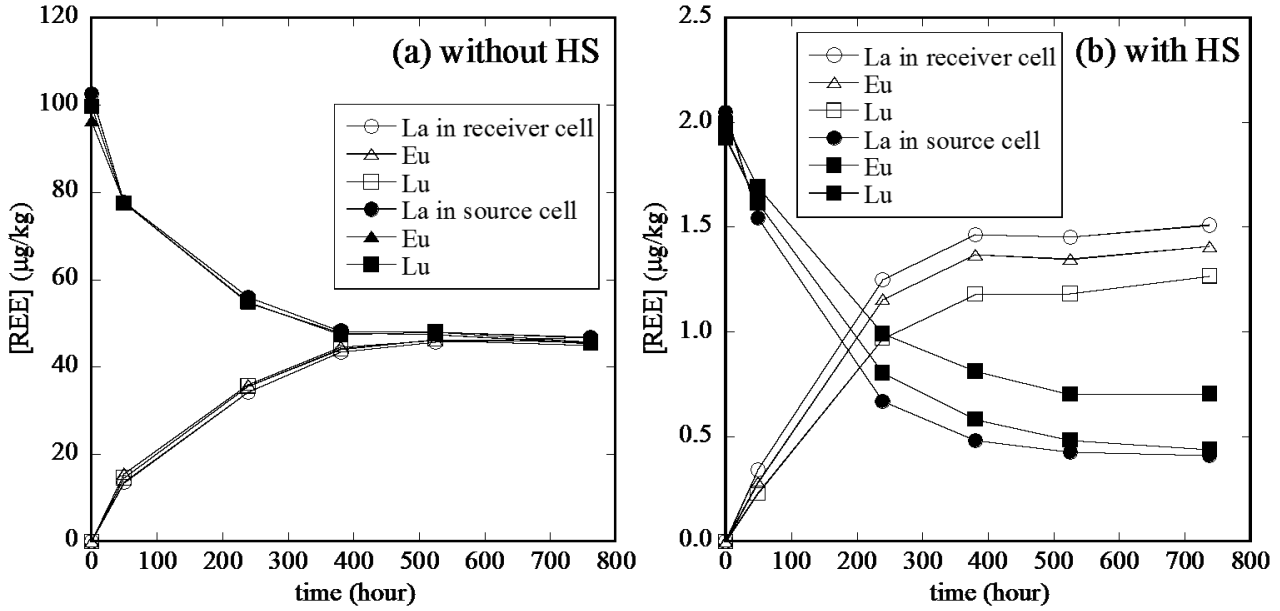 (a) without HS
La in receiver cell
Eu
Lu
La in source cell
Eu
Lu
[REE] (μg/kg)
120
100
80
60
40
20
0
0 100 200 300 400 500 600 700 800
time (hour)
(b) with HS
La in receiver cell
Eu
Lu
La in source cell
Eu
Lu
[REE] (μg/kg)
2.5
2.0
1.5
1.0
0.5
0.0
0 100 200 300 400 500 600 700 800
time (hour)